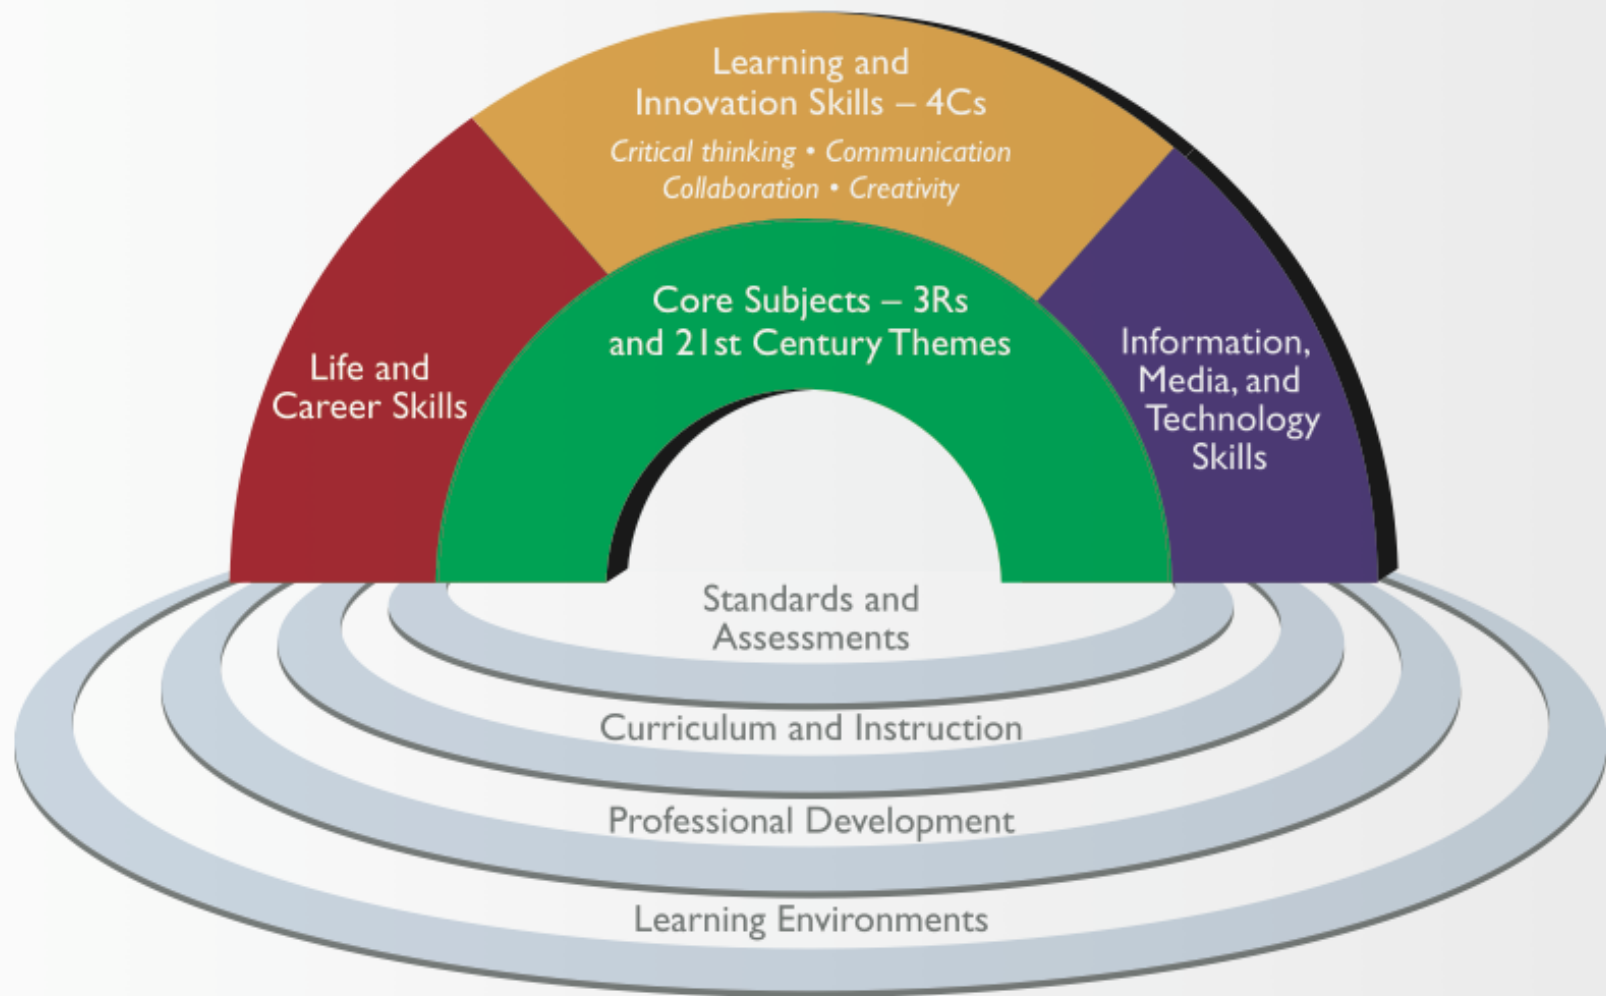 Learning and
Innovation Skills – 4Cs
Critical thinking • Communication
Collaboration • Creativity
Core Subjects – 3Rs
and 21st Century Themes
Life and
Career Skills
Information,
Media, and
Technology
Skills
Standards and
Assessments
Curriculum and Instruction
Professional Development
Learning Environments